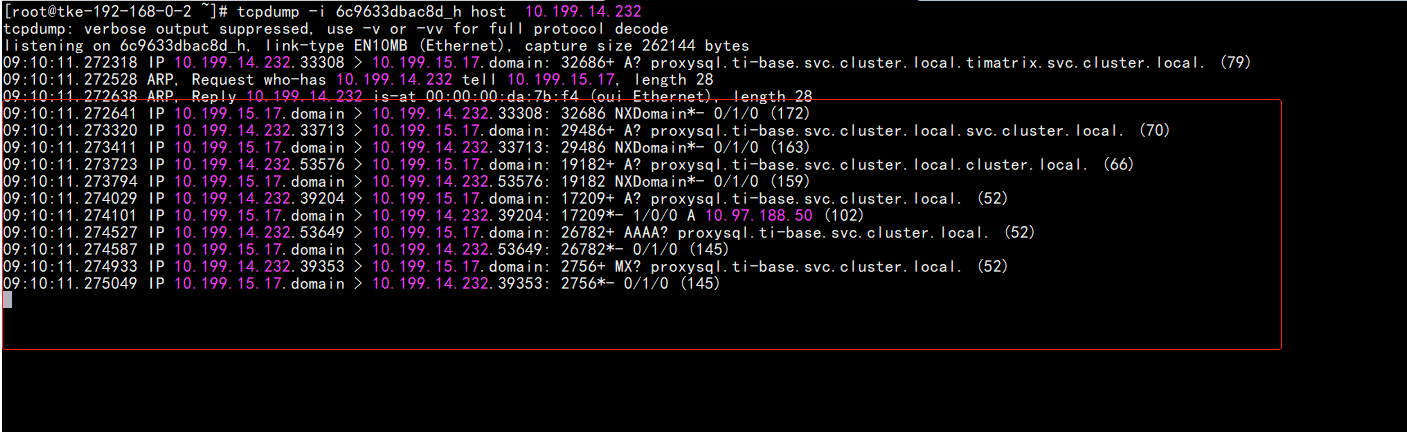 [root@tke-192-168-0-2 ~]# tcpdump -i 6c9633dbac8d_h host  10.199.14.232
tcpdump: verbose output suppressed, use -v or -vv for full protocol decode
listening on 6c9633dbac8d_h, link-type EN10MB (Ethernet), capture size 262144 bytes
09:10:11.272318 IP 10.199.14.232.33308 > 10.199.15.17.domain: 32686+ A? proxysql.ti-base.svc.cluster.local.timatrix.svc.cluster.local. (79)
09:10:11.272528 ARP, Request who-has 10.199.14.232 tell 10.199.15.17, length 28
09:10:11.272638 ARP, Reply 10.199.14.232 is-at 00:00:00:da:7b:f4 (oui Ethernet), length 28
09:10:11.272641 IP 10.199.15.17.domain > 10.199.14.232.33308: 32686 NXDomain*- 0/1/0 (172)
09:10:11.273320 IP 10.199.14.232.33713 > 10.199.15.17.domain: 29486+ A? proxysql.ti-base.svc.cluster.local.svc.cluster.local. (70)
09:10:11.273411 IP 10.199.15.17.domain > 10.199.14.232.33713: 29486 NXDomain*- 0/1/0 (163)
09:10:11.273723 IP 10.199.14.232.53576 > 10.199.15.17.domain: 19182+ A? proxysql.ti-base.svc.cluster.local.cluster.local. (66)
09:10:11.273794 IP 10.199.15.17.domain > 10.199.14.232.53576: 19182 NXDomain*- 0/1/0 (159)
09:10:11.274029 IP 10.199.14.232.39204 > 10.199.15.17.domain: 17209+ A? proxysql.ti-base.svc.cluster.local. (52)
09:10:11.274101 IP 10.199.15.17.domain > 10.199.14.232.39204: 17209*- 1/0/0 A 10.97.188.50 (102)
09:10:11.274527 IP 10.199.14.232.53649 > 10.199.15.17.domain: 26782+ AAAA? proxysql.ti-base.svc.cluster.local. (52)
09:10:11.274587 IP 10.199.15.17.domain > 10.199.14.232.53649: 26782*- 0/1/0 (145)
09:10:11.274933 IP 10.199.14.232.39353 > 10.199.15.17.domain: 2756+ MX? proxysql.ti-base.svc.cluster.local. (52)
09:10:11.275049 IP 10.199.15.17.domain > 10.199.14.232.39353: 2756*- 0/1/0 (145)